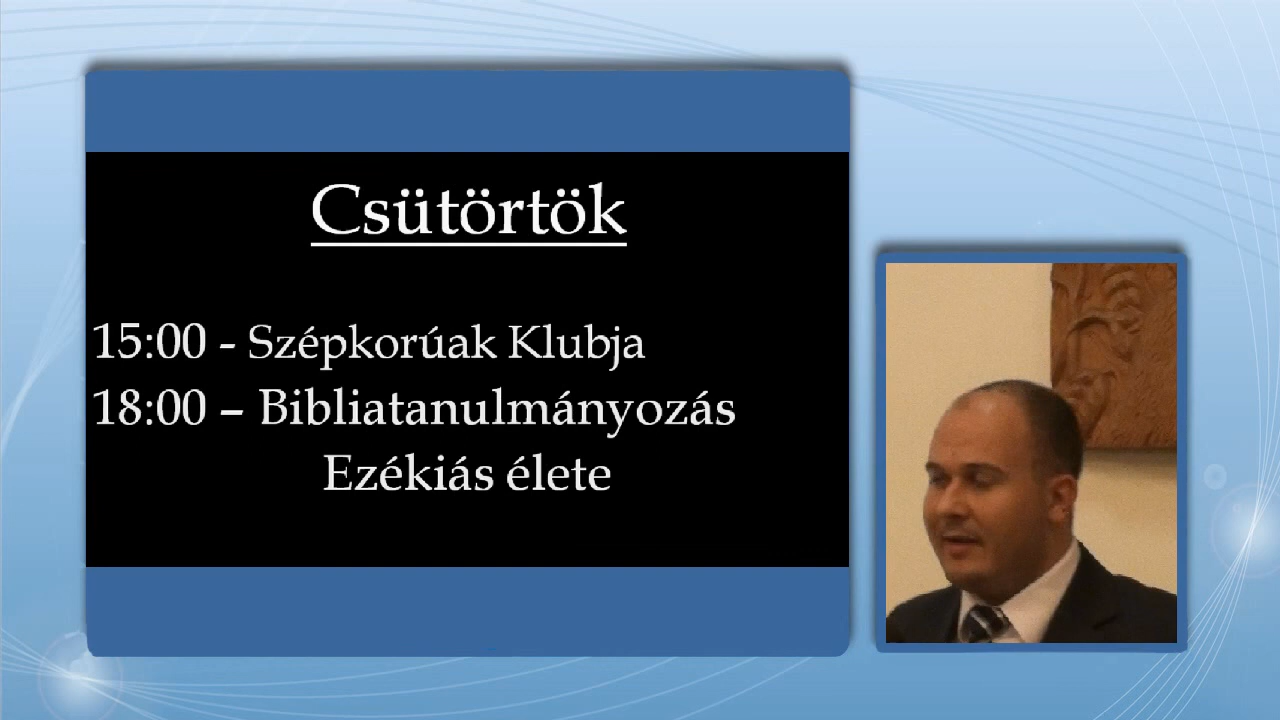 Csütörtök
15:00 - Szépkorúak Klubja
18:00 – Bibliatanulmányozás
Ezékiás élete